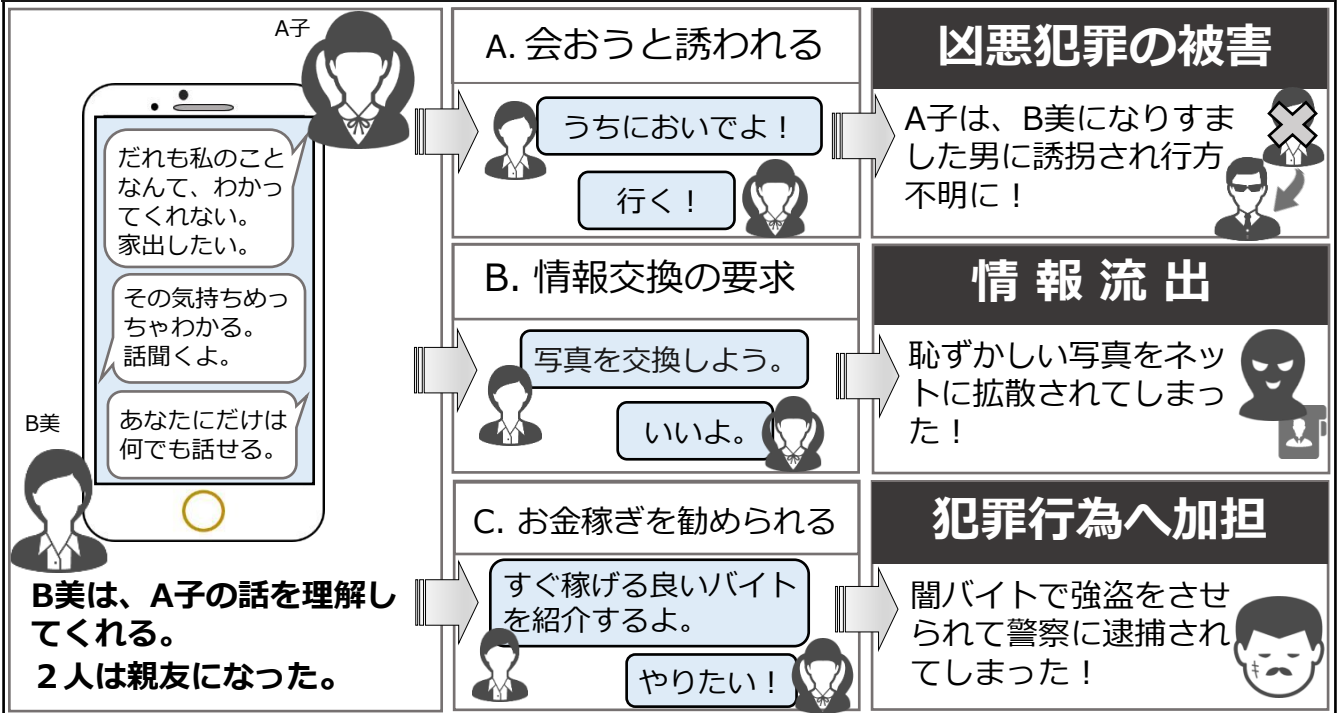 A子
だれも私のこと
なんて、わかっ
てくれない。
家出したい。
その気持ちめっ
ちゃわかる。
話聞くよ。
あなたにだけは
何でも話せる。
B美
B美は、A子の話を理解し
てくれる。
２人は親友になった。
A. 会おうと誘われる
うちにおいでよ！
行く！
凶悪犯罪の被害
A子は、B美になりすま
した男に誘拐され行方
不明に！
B. 情報交換の要求
写真を交換しよう。
いいよ。
情報流出
恥ずかしい写真をネッ
トに拡散されてしまっ
た！
C. お金稼ぎを勧められる
すぐ稼げる良いバイト
を紹介するよ。
やりたい！
犯罪行為へ加担
闇バイトで強盗をさせ
られて警察に逮捕され
てしまった！